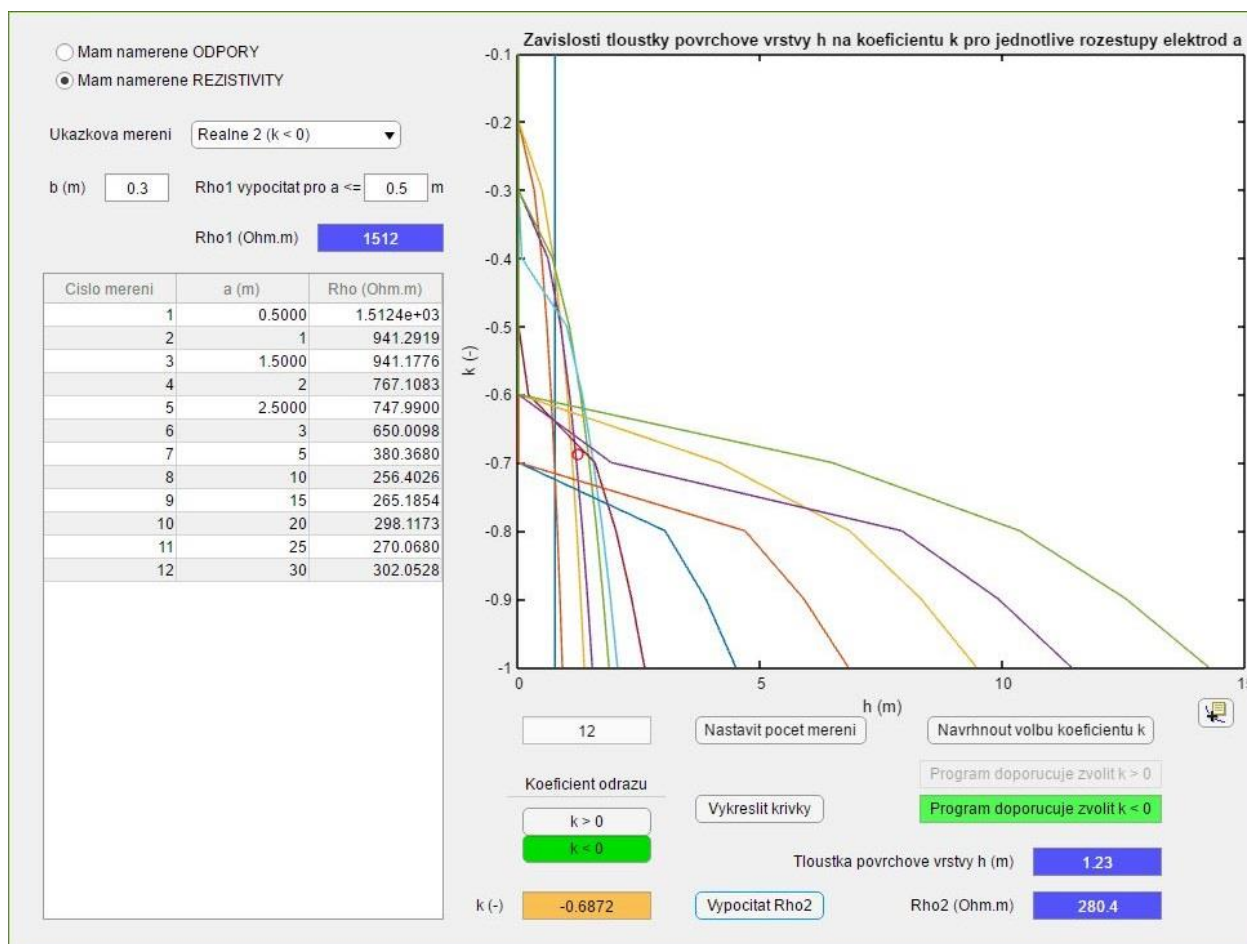 Mam namerene ODPORY
Mam namerene REZISTIVITY
Ukazkova mereni Realne 2 (k < 0)
b (m) 0.3 Rho1 vypocitat pro a <= 0.5 m
Rho1 (Ohm.m) 1512
Cislo mereni a (m) Rho (Ohm.m)
1 0.5000 1.5124e+03
2 1 941.2919
3 1.5000 941.1776
4 2 767.1083
5 2.5000 747.9900
6 3 650.0098
7 5 380.3680
8 10 256.4026
9 15 265.1854
10 20 298.1173
11 25 270.0680
12 30 302.0528
Zavislosti tloustky povrchove vrstvy h na koeficientu k pro jednotlive rozestupy elektrod a
-0.1
-0.2
-0.3
-0.4
-0.5
-0.6
-0.7
-0.8
-0.9
-1
k (-)
0 5 10 15
h (m)
12 Nastavit pocet mereni Navrhnout volbu koeficientu k
Program doporucuje zvolit k > 0
Koeficient odrazu
Program doporucuje zvolit k < 0
k > 0 Vykreslit krivky
k < 0
Tloustka povrchove vrstvy h (m) 1.23
k (-) -0.6872 Vypocitat Rho2 Rho2 (Ohm.m) 280.4